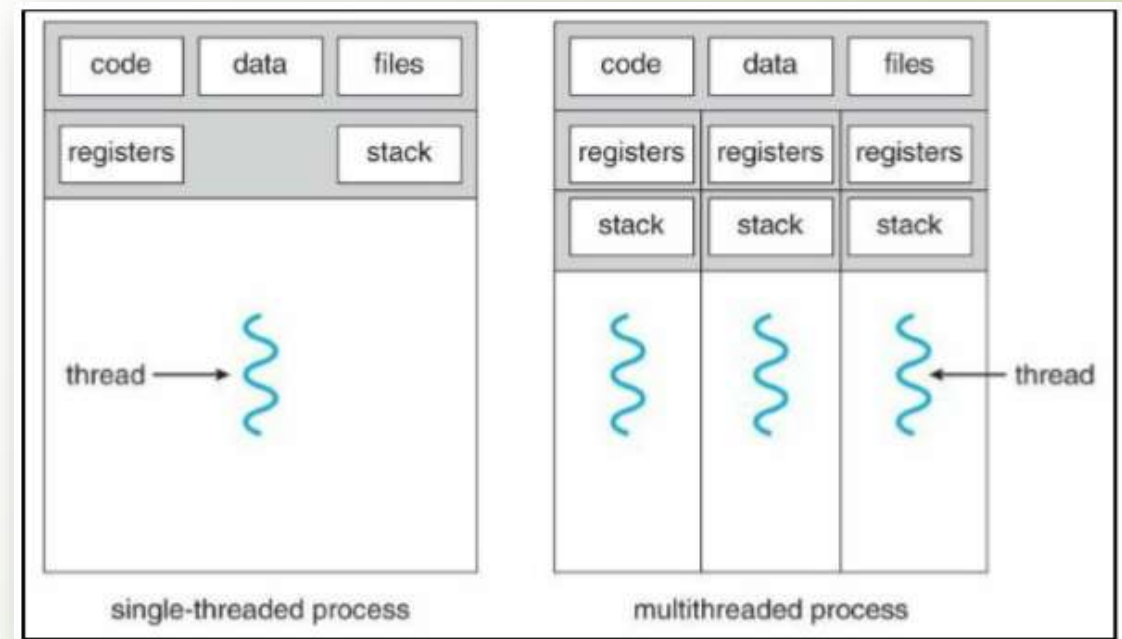 code data files code data files
registers stack registers registers registers
stack stack stack
thread thread
single-threaded process multithreaded process